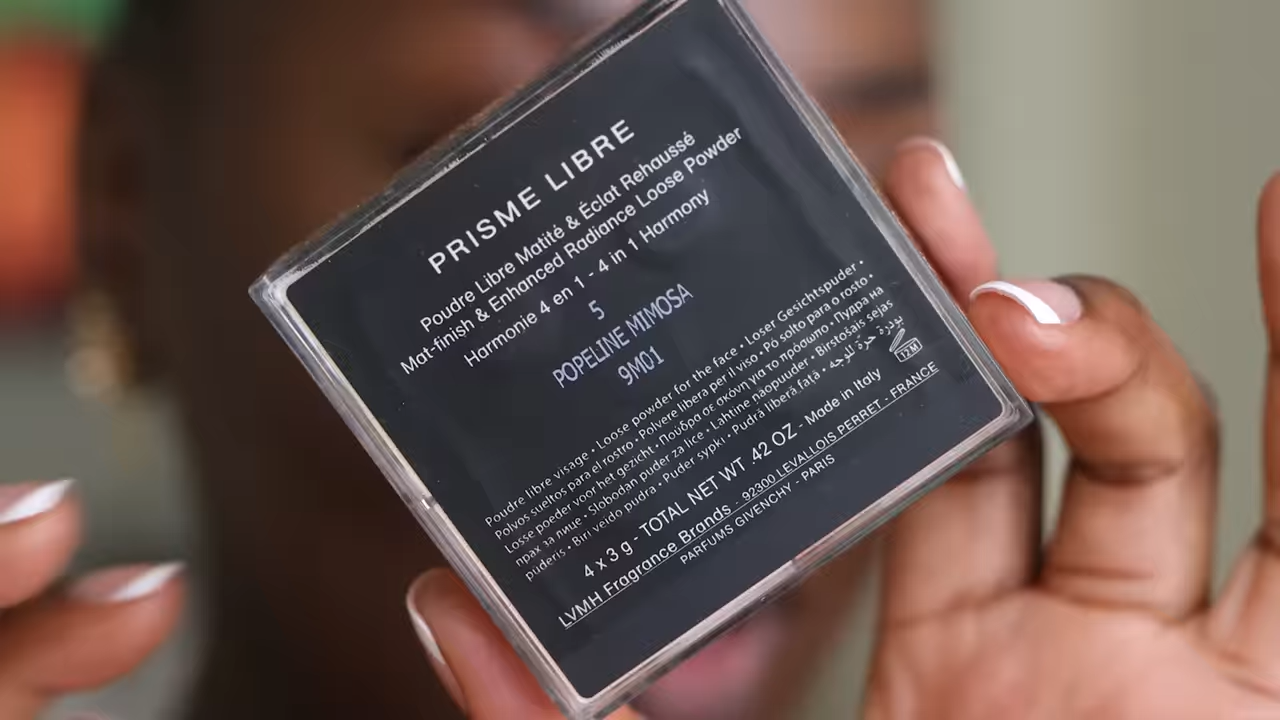 PRISME LIBRE
Poudre Libre Matité & Éclat Rehaussé
Mat-finish & Enhanced Radiance Loose Powder
Harmonie 4 en 1 - 4 in 1 Harmony
5
POPELINE MIMOSA
9M01
Poudre libre visage • Loose powder for the face • Loser Gesichtspuder •
Polvos sueltos para el rostro • Polvere libera per il viso • Pó solto para o rosto •
Losse poeder voor het gezicht • Πούδρα σε σκόνη για το πρόσωπο • Пудра на
прах за лице • Slobodan puder za lice • Lahtine näopuuder • Birstošais sejas
pūderis • Biri veido pudra • Puder sypki • Pudră liberă față • بودرة حرة للوجه
12M
4 x 3 g - TOTAL NET WT .42 OZ - Made in Italy
LVMH Fragrance Brands - 92300 LEVALLOIS PERRET - FRANCE
PARFUMS GIVENCHY - PARIS